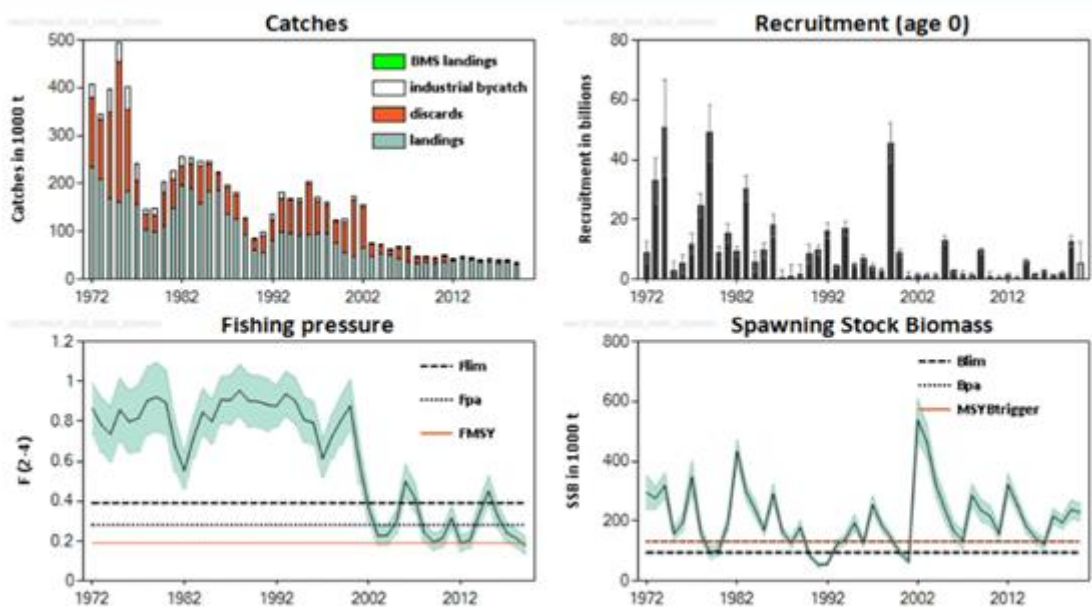 Catches
Catches in 1000 t
500
400
300
200
100
0
BMS landings
industrial bycatch
discards
landings
1972 1982 1992 2002 2012
Recruitment (age 0)
Recruitment in billions
80
60
40
20
0
1972 1982 1992 2002 2012
Fishing pressure
F (2-4)
1.2
1
0.8
0.6
0.4
0.2
0
Flim
Fpa
FMSY
1972 1982 1992 2002 2012
Spawning Stock Biomass
SSB in 1000 t
800
600
400
200
0
Blim
Bpa
MSYBtrigger
1972 1982 1992 2002 2012